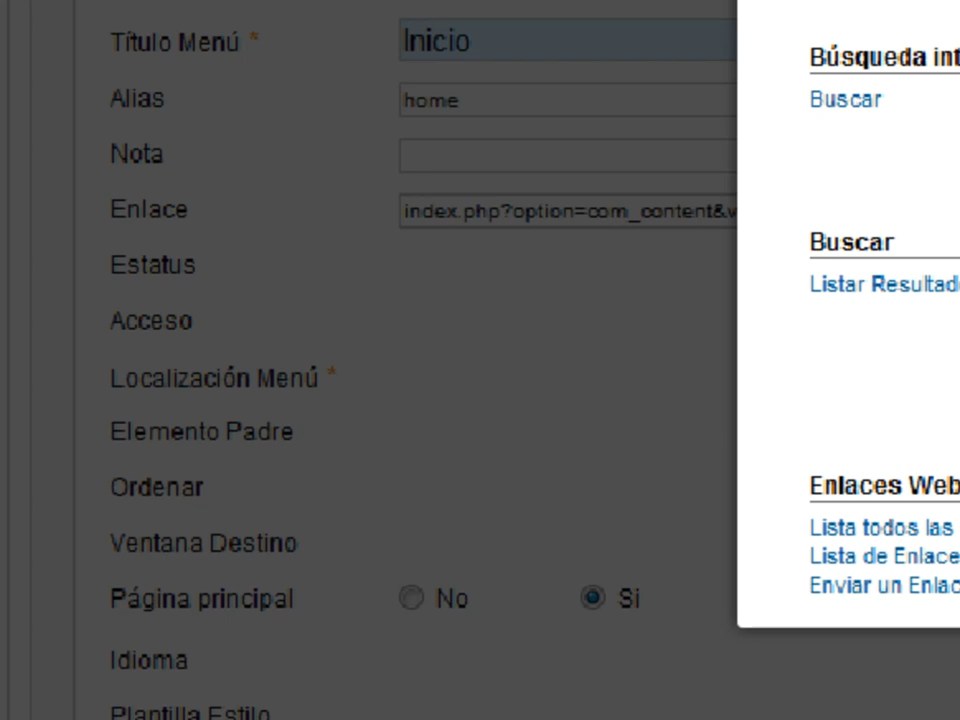 Título Menú *
Inicio
Alias
home
Nota
Enlace
index.php?option=com_content&v
Estatus
Acceso
Localización Menú *
Elemento Padre
Ordenar
Ventana Destino
Página principal
No
Si
Idioma
Plantilla Estilo
Búsqueda int
Buscar
Buscar
Listar Resultad
Enlaces Web
Lista todos las
Lista de Enlace
Enviar un Enlac